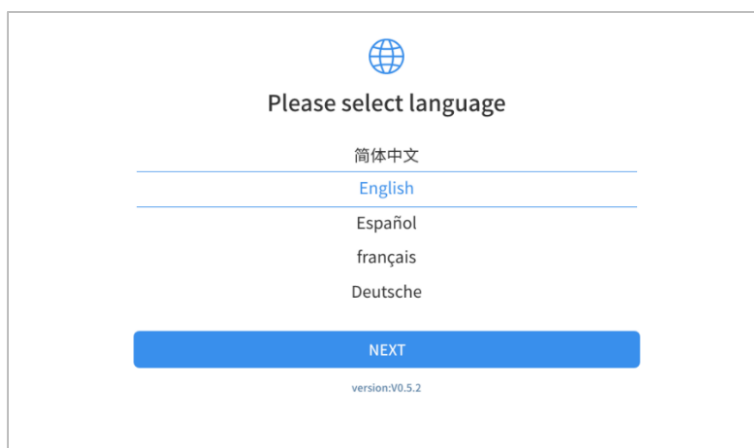 Please select language
简体中文
English
Español
français
Deutsche
NEXT
version:V0.5.2